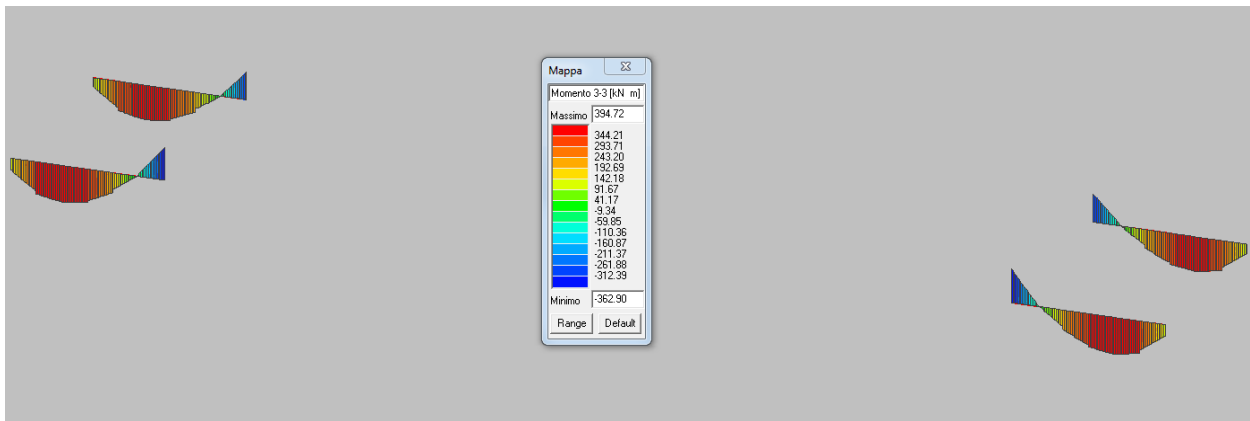 Mappa
Momento 3-3 [kN m]
Massimo 394.72
344.21
293.71
243.20
192.69
142.18
91.67
41.17
-9.34
-59.85
-110.36
-160.87
-211.37
-261.88
-312.39
Minimo -362.90
Range Default